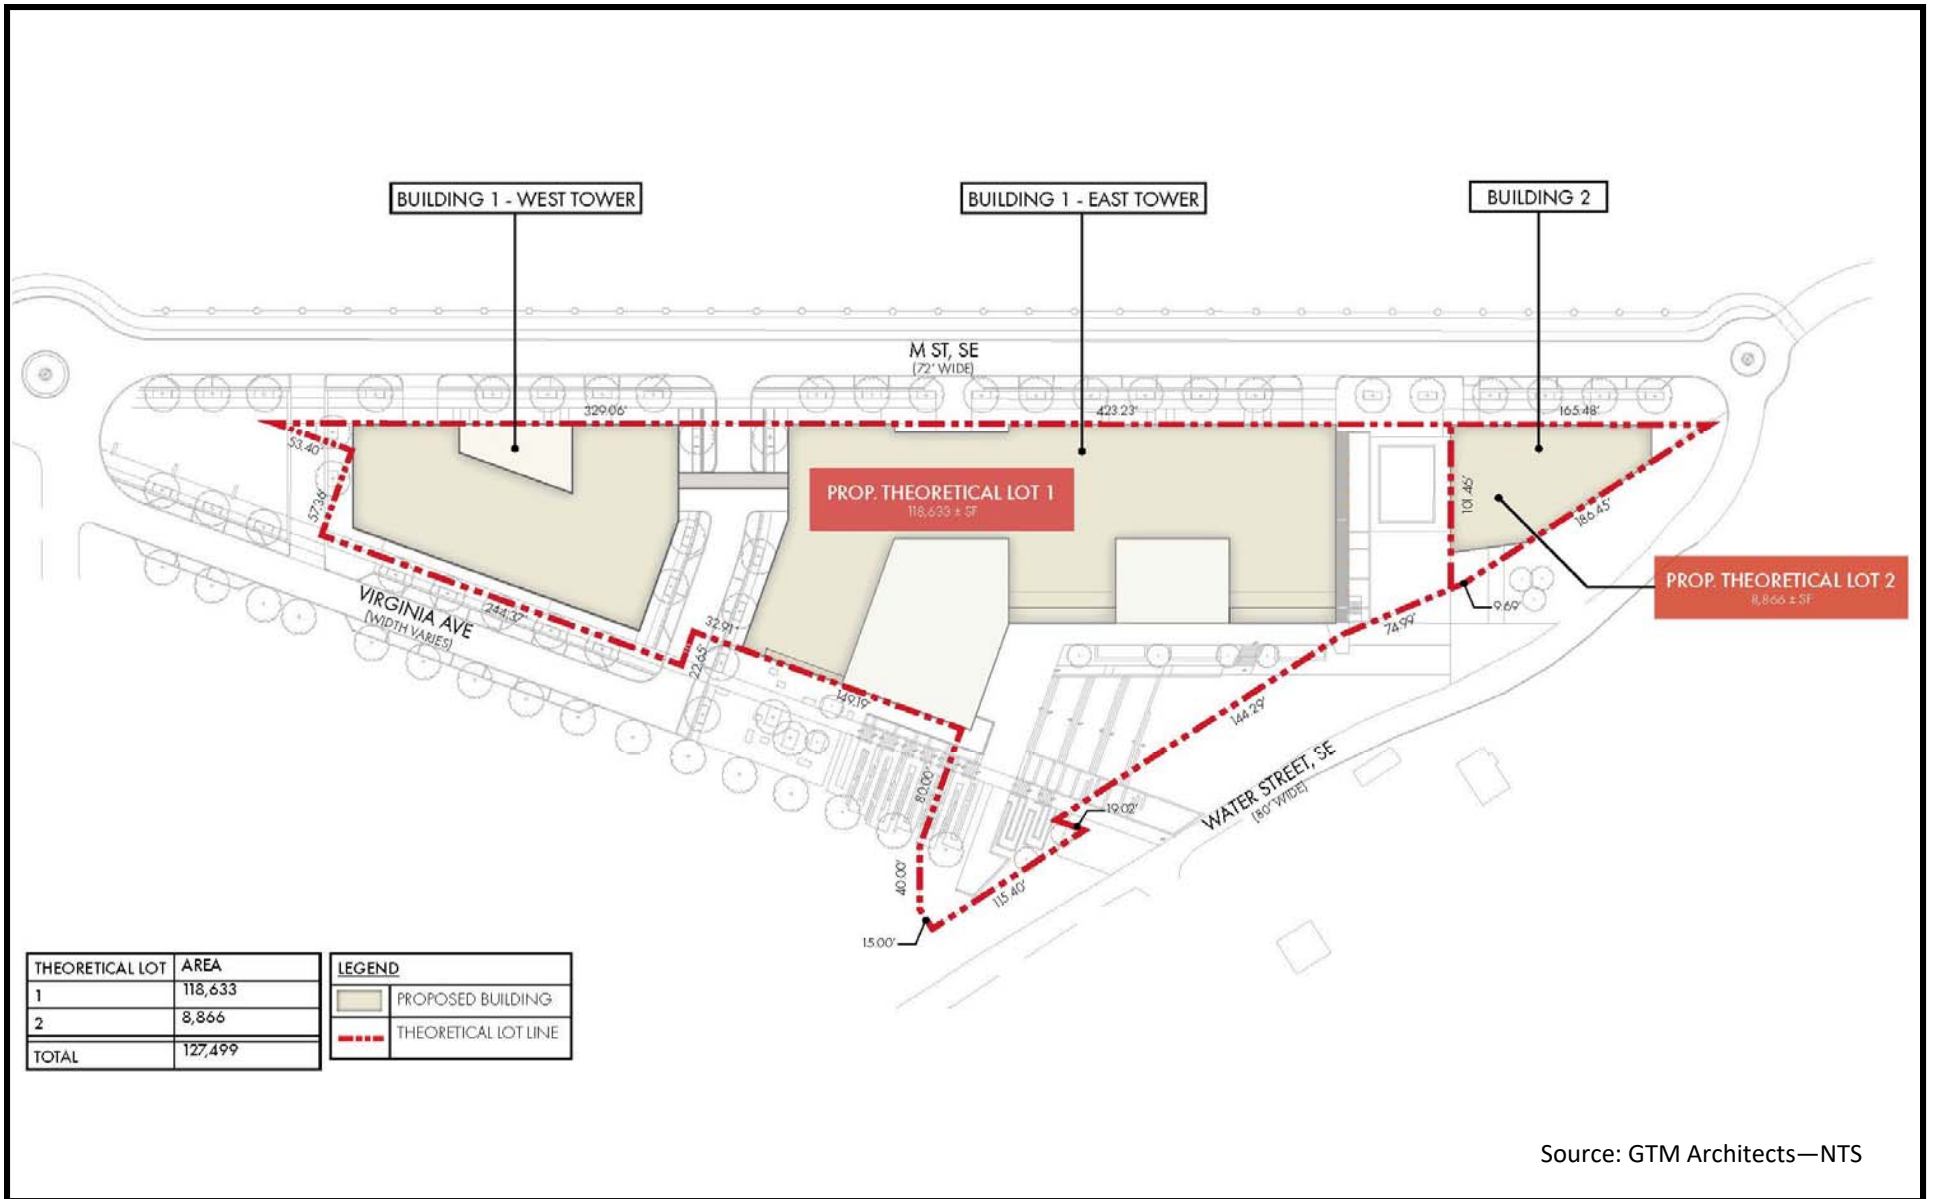 BUILDING 1 - WEST TOWER
BUILDING 1 - EAST TOWER
BUILDING 2
M ST, SE
(72' WIDE)
329.06'
423.23'
165.48'
53.40'
57.36'
PROP. THEORETICAL LOT 1
118,633 ± SF
101.46'
186.45'
PROP. THEORETICAL LOT 2
8,866 ± SF
VIRGINIA AVE
(WIDTH VARIES)
244.37'
32.91'
22.65'
9.69'
74.99'
149.19'
144.29'
80.00'
19.02'
WATER STREET, SE
(80' WIDE)
40.00'
115.40'
15.00'
THEORETICAL LOT AREA
1 118,633
2 8,866
TOTAL 127,499
LEGEND
PROPOSED BUILDING
THEORETICAL LOT LINE
Source: GTM Architects—NTS